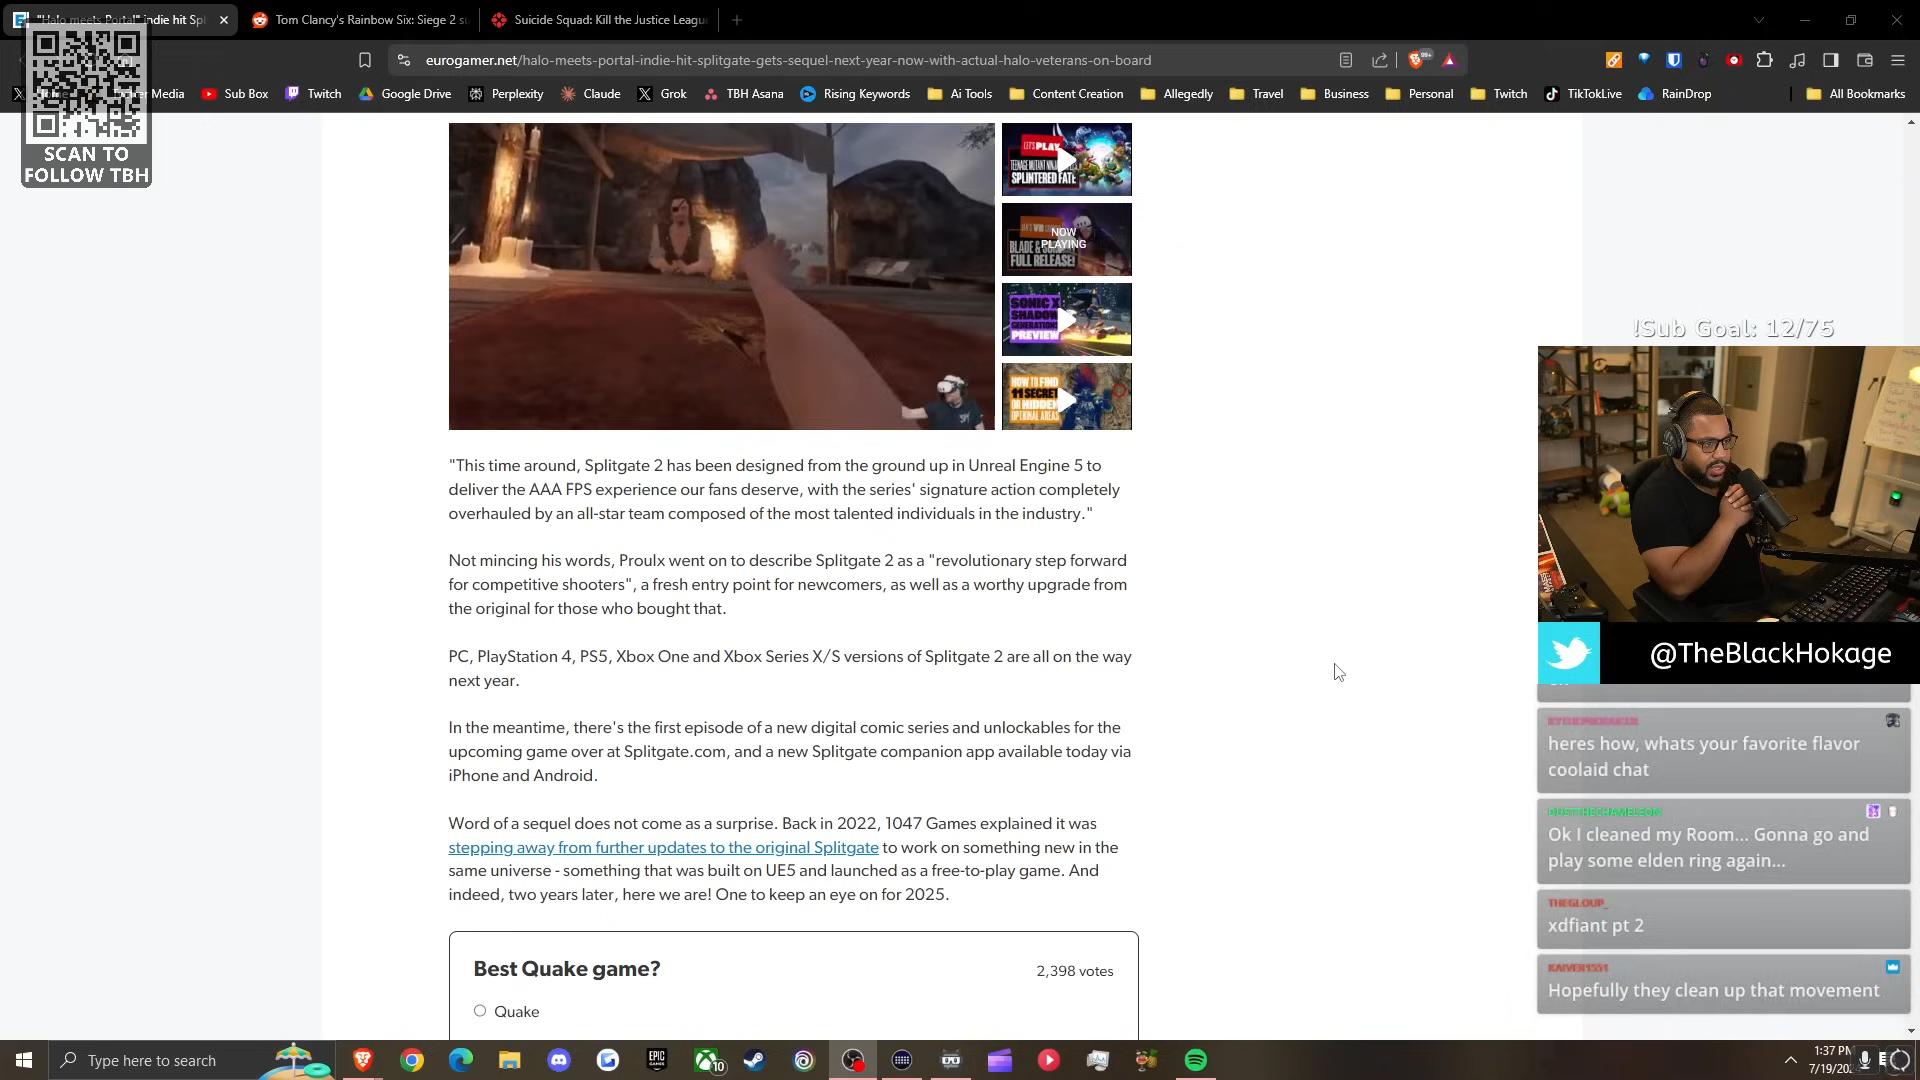 "Halo meets Portal" indie hit Spl
Tom Clancy's Rainbow Six: Siege 2 su
Suicide Squad: Kill the Justice Leagu
eurogamer.net/halo-meets-portal-indie-hit-splitgate-gets-sequel-next-year-now-with-actual-halo-veterans-on-board
99+
Media
Sub Box
Twitch
Google Drive
Perplexity
Claude
Grok
TBH Asana
Rising Keywords
Ai Tools
Content Creation
Allegedly
Travel
Business
Personal
Twitch
TikTokLive
RainDrop
All Bookmarks
SCAN TO
FOLLOW TBH
LET'S PLAY
TEENAGE MUTANT NINJA TURTLES
SPLINTERED FATE
NOW
PLAYING
FULL RELEASE!
SONIC X
SHADOW
GENERATIONS
PREVIEW
HOW TO FIND
11 SECRET
OR HIDDEN
OPTIONAL AREAS
"This time around, Splitgate 2 has been designed from the ground up in Unreal Engine 5 to
deliver the AAA FPS experience our fans deserve, with the series' signature action completely
overhauled by an all-star team composed of the most talented individuals in the industry."
Not mincing his words, Proulx went on to describe Splitgate 2 as a "revolutionary step forward
for competitive shooters", a fresh entry point for newcomers, as well as a worthy upgrade from
the original for those who bought that.
PC, PlayStation 4, PS5, Xbox One and Xbox Series X/S versions of Splitgate 2 are all on the way
next year.
In the meantime, there's the first episode of a new digital comic series and unlockables for the
upcoming game over at Splitgate.com, and a new Splitgate companion app available today via
iPhone and Android.
Word of a sequel does not come as a surprise. Back in 2022, 1047 Games explained it was
stepping away from further updates to the original Splitgate to work on something new in the
same universe - something that was built on UE5 and launched as a free-to-play game. And
indeed, two years later, here we are! One to keep an eye on for 2025.
Best Quake game?
2,398 votes
Quake
!Sub Goal: 12/75
@TheBlackHokage
heres how, whats your favorite flavor
coolaid chat
DUSTTHECHAMELEON
Ok I cleaned my Room... Gonna go and
play some elden ring again...
THEGLOUP_
xdfiant pt 2
KAIVER1551
Hopefully they clean up that movement
Type here to search
EPIC
GAMES
10
1:37 PM
7/19/20